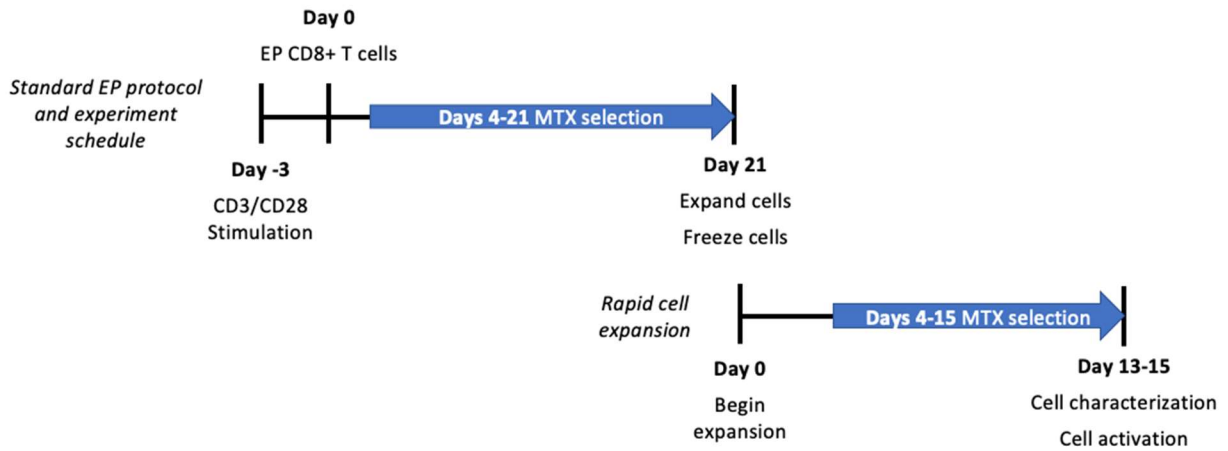 Day 0
EP CD8+ T cells
Standard EP protocol
and experiment
schedule
Days 4-21 MTX selection
Day -3
CD3/CD28
Stimulation
Day 21
Expand cells
Freeze cells
Rapid cell
expansion
Days 4-15 MTX selection
Day 0
Begin
expansion
Day 13-15
Cell characterization
Cell activation